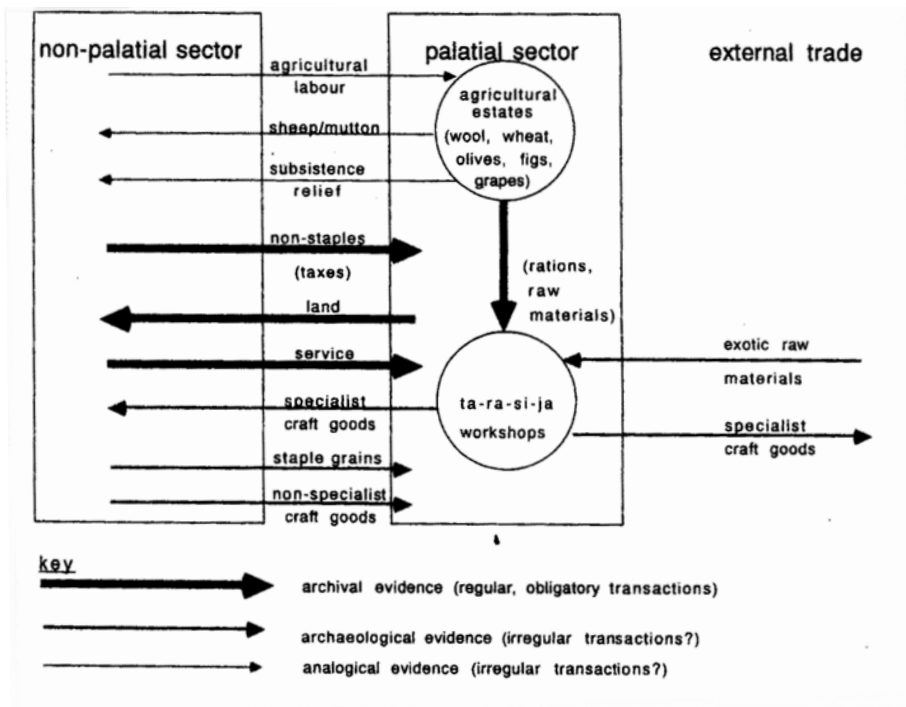 non-palatial sector
palatial sector
external trade
agricultural
labour
sheep/mutton
subsistence
relief
non-staples
(taxes)
land
service
specialist
craft goods
staple grains
non-specialist
craft goods
agricultural
estates
(wool, wheat,
olives, figs,
grapes)
(rations,
raw
materials)
ta-ra-si-ja
workshops
exotic raw
materials
specialist
craft goods
key
archival evidence (regular, obligatory transactions)
archaeological evidence (irregular transactions?)
analogical evidence (irregular transactions?)